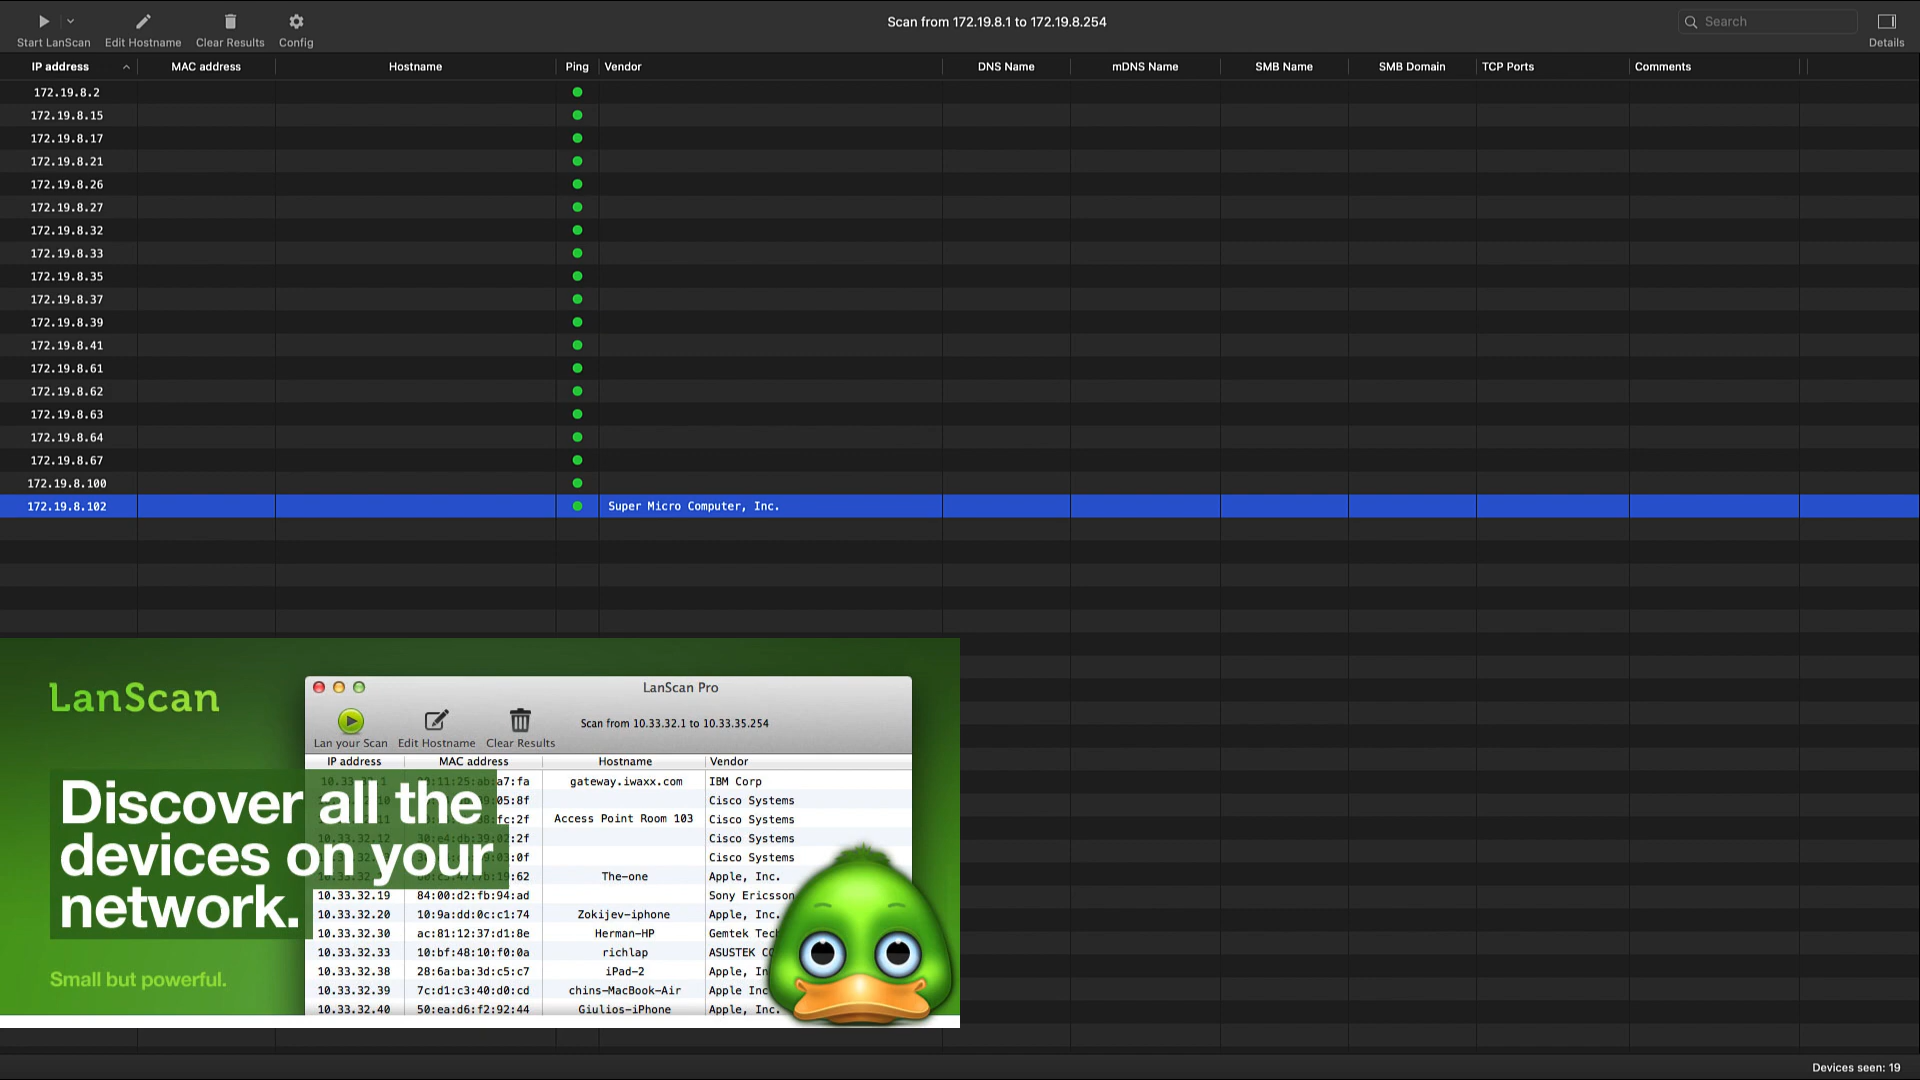 Scan from 172.19.8.1 to 172.19.8.254
Search
Start LanScan Edit Hostname Clear Results Config Details
IP address MAC address Hostname Ping Vendor DNS Name mDNS Name SMB Name SMB Domain TCP Ports Comments
172.19.8.2
172.19.8.15
172.19.8.17
172.19.8.21
172.19.8.26
172.19.8.27
172.19.8.32
172.19.8.33
172.19.8.35
172.19.8.37
172.19.8.39
172.19.8.41
172.19.8.61
172.19.8.62
172.19.8.63
172.19.8.64
172.19.8.67
172.19.8.100
172.19.8.102 Super Micro Computer, Inc.
LanScan
Discover all the
devices on your
network.
Small but powerful.
LanScan Pro
Scan from 10.33.32.1 to 10.33.35.254
Lan your Scan Edit Hostname Clear Results
IP address MAC address Hostname Vendor
gateway.iwaxx.com IBM Corp
Cisco Systems
Access Point Room 103 Cisco Systems
Cisco Systems
Cisco Systems
The-one Apple, Inc.
10.33.32.19 84:00:d2:fb:94:ad Sony Ericsson
10.33.32.20 10:9a:dd:0c:c1:74 Zokijev-iphone Apple, Inc.
10.33.32.30 ac:81:12:37:d1:8e Herman-HP Gemtek
10.33.32.33 10:bf:48:10:f0:0a richlap ASUSTEK
10.33.32.38 28:6a:ba:3d:c5:c7 iPad-2 Apple,
10.33.32.39 7c:d1:c3:40:d0:cd chins-MacBook-Air Apple Inc
10.33.32.40 50:ea:d6:f2:92:44 Giulios-iPhone Apple, Inc.
Devices seen: 19